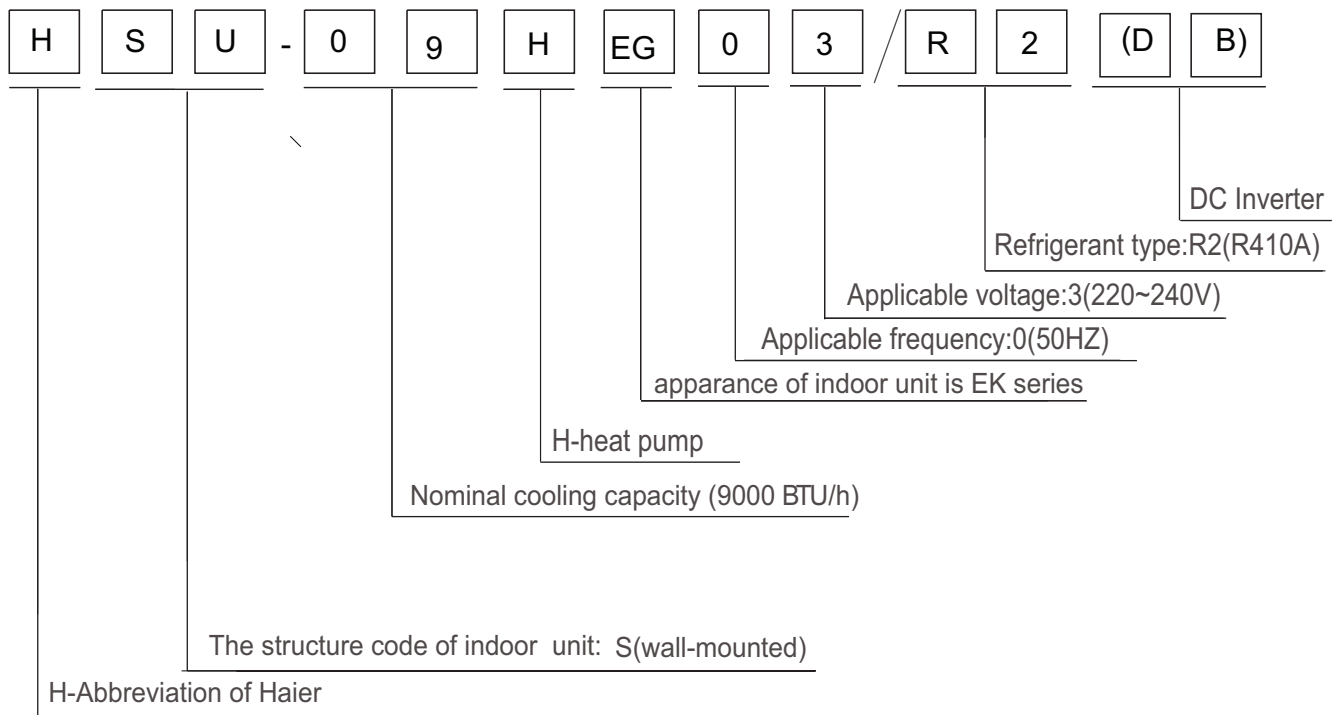 H S U - 0 9 H EG 0 3 / R 2 (D B)
DC Inverter
Refrigerant type:R2(R410A)
Applicable voltage:3(220~240V)
Applicable frequency:0(50HZ)
apparance of indoor unit is EK series
H-heat pump
Nominal cooling capacity (9000 BTU/h)
The structure code of indoor unit: S(wall-mounted)
H-Abbreviation of Haier